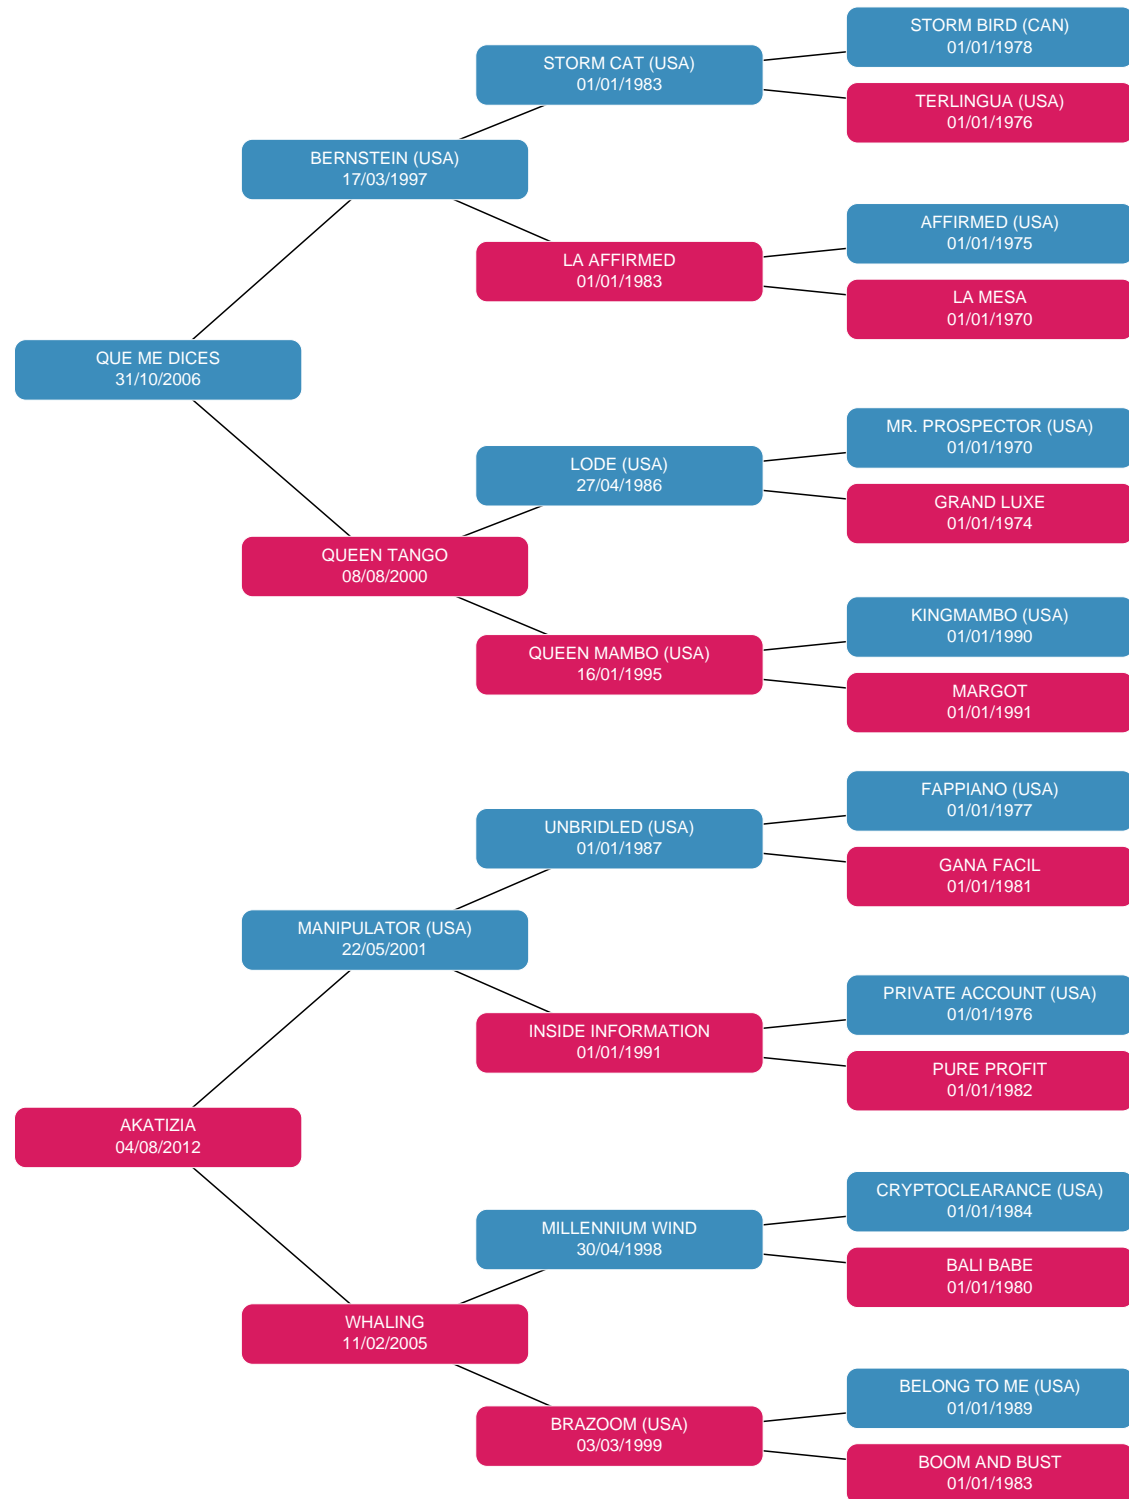 STORM BIRD (CAN)
01/01/1978
STORM CAT (USA)
01/01/1983
TERLINGUA (USA)
01/01/1976
BERNSTEIN (USA)
17/03/1997
AFFIRMED (USA)
01/01/1975
LA AFFIRMED
01/01/1983
LA MESA
01/01/1970
QUE ME DICES
31/10/2006
MR. PROSPECTOR (USA)
01/01/1970
LODE (USA)
27/04/1986
GRAND LUXE
01/01/1974
QUEEN TANGO
08/08/2000
KINGMAMBO (USA)
01/01/1990
QUEEN MAMBO (USA)
16/01/1995
MARGOT
01/01/1991
FAPPIANO (USA)
01/01/1977
UNBRIDLED (USA)
01/01/1987
GANA FACIL
01/01/1981
MANIPULATOR (USA)
22/05/2001
PRIVATE ACCOUNT (USA)
01/01/1976
INSIDE INFORMATION
01/01/1991
PURE PROFIT
01/01/1982
AKATIZIA
04/08/2012
CRYPTOCLEARANCE (USA)
01/01/1984
MILLENNIUM WIND
30/04/1998
BALI BABE
01/01/1980
WHALING
11/02/2005
BELONG TO ME (USA)
01/01/1989
BRAZOOM (USA)
03/03/1999
BOOM AND BUST
01/01/1983